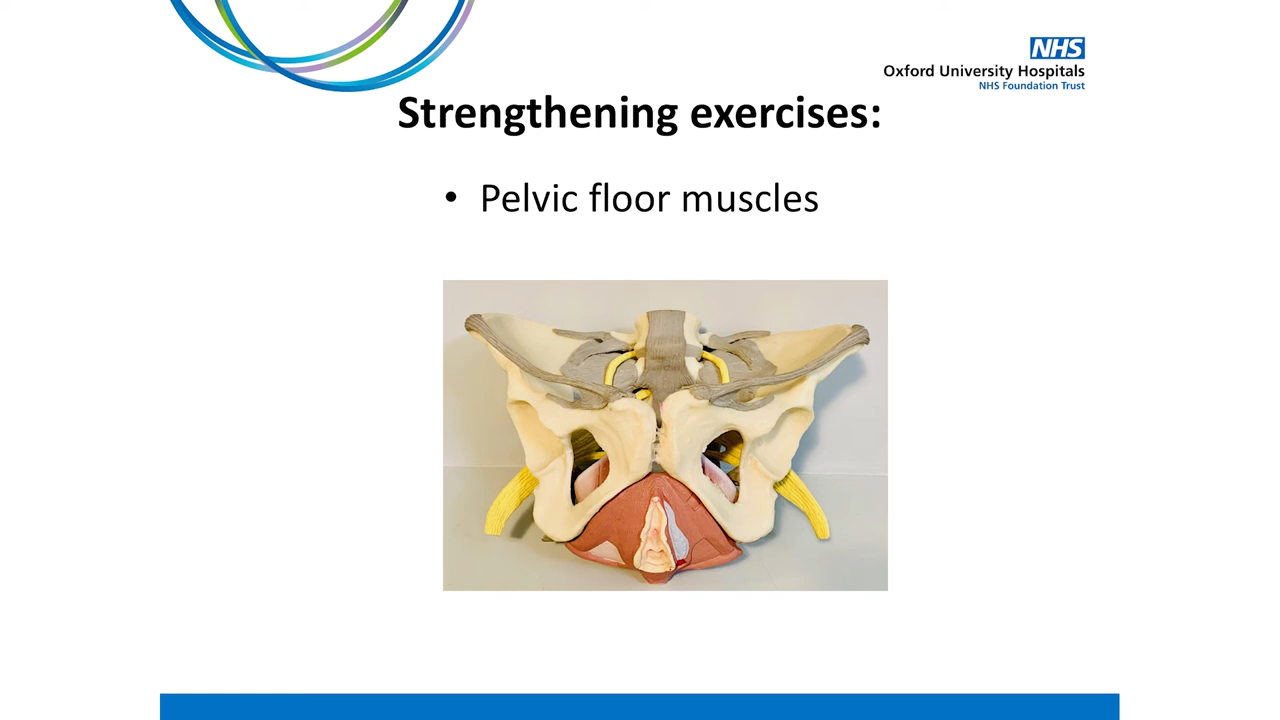 NHS
Oxford University Hospitals
NHS Foundation Trust
Strengthening exercises:
• Pelvic floor muscles